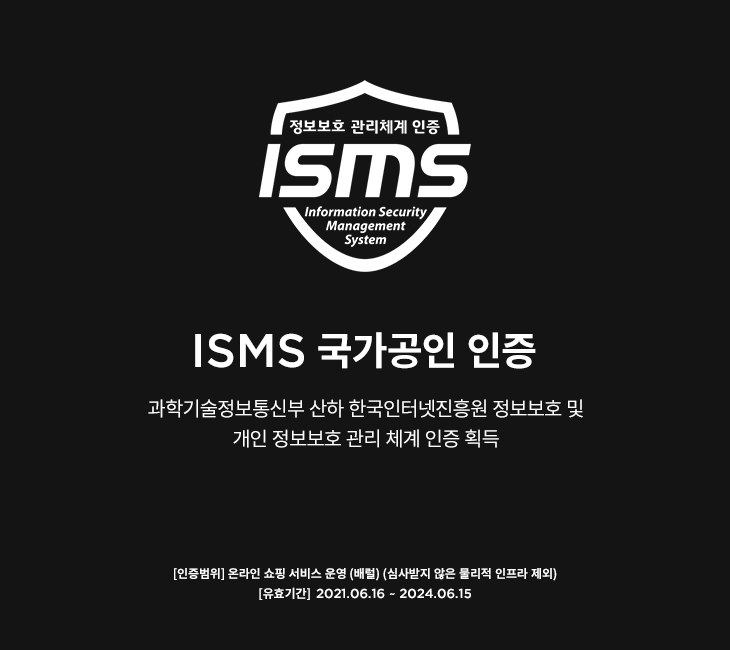 정보보호 관리체계 인증
ISMS
Information Security
Management
System
ISMS 국가공인 인증
과학기술정보통신부 산하 한국인터넷진흥원 정보보호 및
개인 정보보호 관리 체계 인증 획득
[인증범위] 온라인 쇼핑 서비스 운영 (배럴) (심사받지 않은 물리적 인프라 제외)
[유효기간] 2021.06.16 ~ 2024.06.15